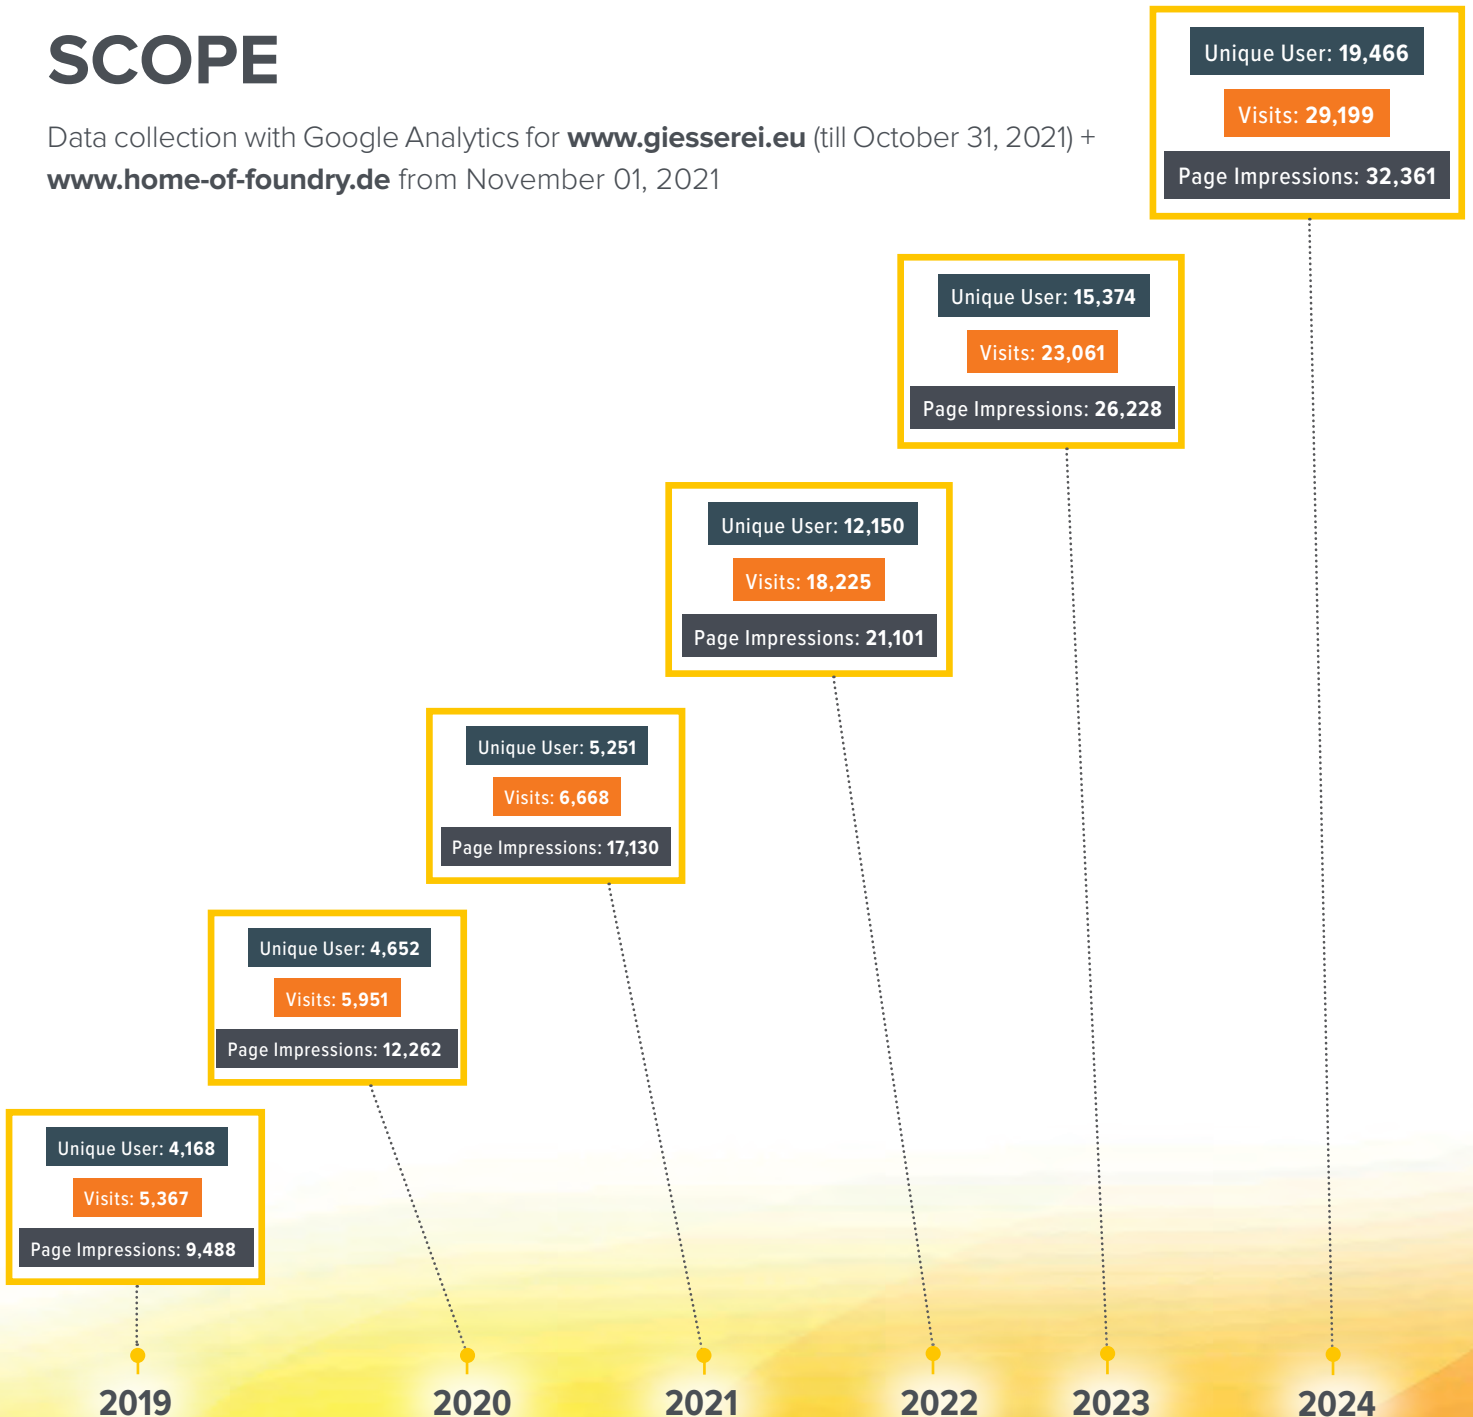 SCOPE
Data collection with Google Analytics for www.giesserei.eu (till October 31, 2021) +
www.home-of-foundry.de from November 01, 2021
Unique User: 19,466
Visits: 29,199
Page Impressions: 32,361
Unique User: 15,374
Visits: 23,061
Page Impressions: 26,228
Unique User: 12,150
Visits: 18,225
Page Impressions: 21,101
Unique User: 5,251
Visits: 6,668
Page Impressions: 17,130
Unique User: 4,652
Visits: 5,951
Page Impressions: 12,262
Unique User: 4,168
Visits: 5,367
Page Impressions: 9,488
2019 2020 2021 2022 2023 2024